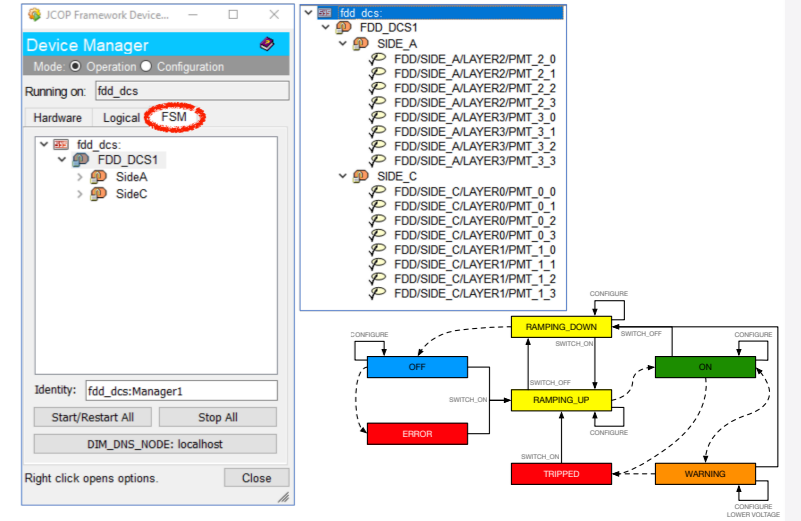 JCOP Framework Device...
Device Manager
Mode: Operation Configuration
Running on: fdd_dcs
Hardware Logical FSM
fdd_dcs:
FDD_DCS1
SideA
SideC
Identity: fdd_dcs:Manager1
Start/Restart All Stop All
DIM_DNS_NODE: localhost
Right click opens options. Close
fdd_dcs:
FDD_DCS1
SIDE_A
FDD/SIDE_A/LAYER2/PMT_2_0
FDD/SIDE_A/LAYER2/PMT_2_1
FDD/SIDE_A/LAYER2/PMT_2_2
FDD/SIDE_A/LAYER2/PMT_2_3
FDD/SIDE_A/LAYER3/PMT_3_0
FDD/SIDE_A/LAYER3/PMT_3_1
FDD/SIDE_A/LAYER3/PMT_3_2
FDD/SIDE_A/LAYER3/PMT_3_3
SIDE_C
FDD/SIDE_C/LAYER0/PMT_0_0
FDD/SIDE_C/LAYER0/PMT_0_1
FDD/SIDE_C/LAYER0/PMT_0_2
FDD/SIDE_C/LAYER0/PMT_0_3
FDD/SIDE_C/LAYER1/PMT_1_0
FDD/SIDE_C/LAYER1/PMT_1_1
FDD/SIDE_C/LAYER1/PMT_1_2
FDD/SIDE_C/LAYER1/PMT_1_3
CONFIGURE
RAMPING_DOWN
CONFIGURE
SWITCH_OFF
CONFIGURE
SWITCH_ON
OFF
ON
SWITCH_OFF
SWITCH_ON
RAMPING_UP
ERROR
CONFIGURE
SWITCH_ON
TRIPPED
WARNING
CONFIGURE
LOWER VOLTAGE